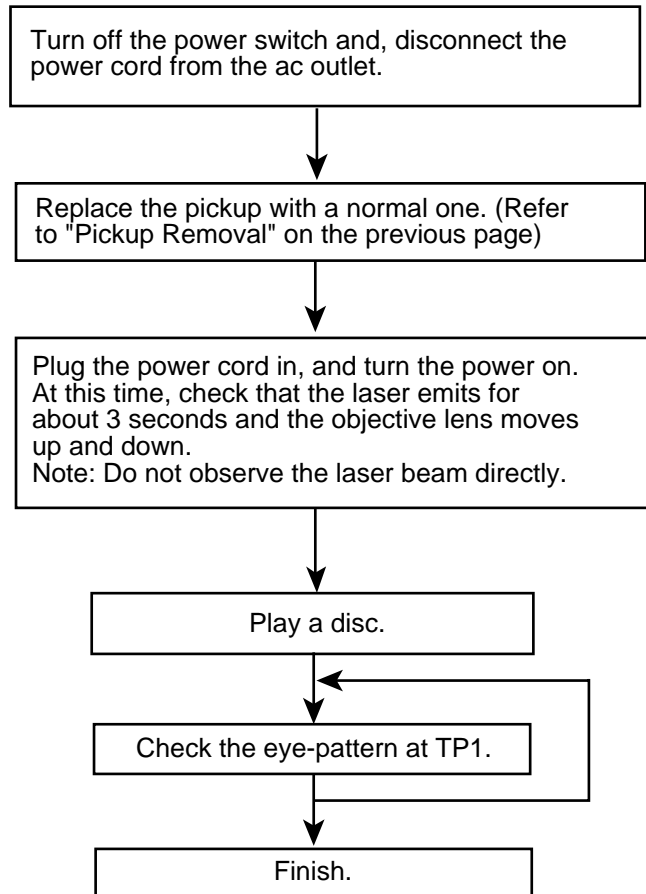 Turn off the power switch and, disconnect the
power cord from the ac outlet.
Replace the pickup with a normal one. (Refer
to "Pickup Removal" on the previous page)
Plug the power cord in, and turn the power on.
At this time, check that the laser emits for
about 3 seconds and the objective lens moves
up and down.
Note: Do not observe the laser beam directly.
Play a disc.
Check the eye-pattern at TP1.
Finish.